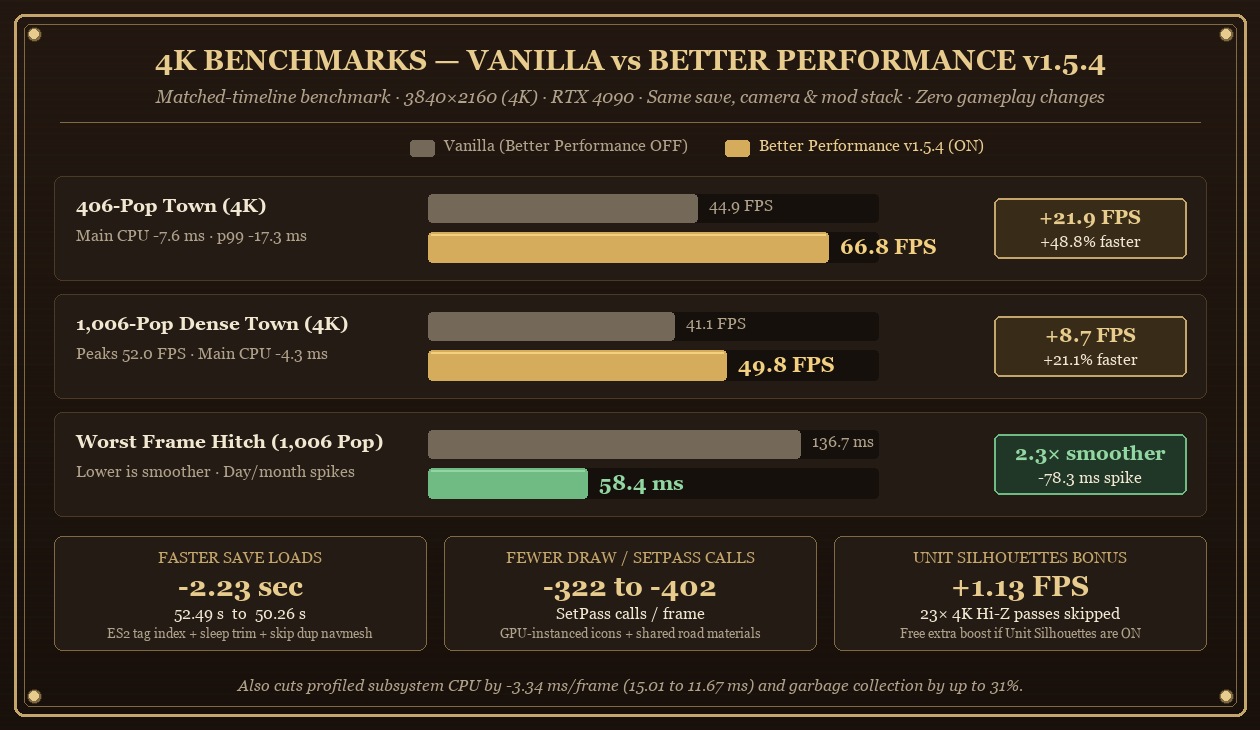 4K BENCHMARKS — VANILLA vs BETTER PERFORMANCE v1.5.4
Matched-timeline benchmark · 3840×2160 (4K) · RTX 4090 · Same save, camera & mod stack · Zero gameplay changes
Vanilla (Better Performance OFF)
Better Performance v1.5.4 (ON)
406-Pop Town (4K)
Main CPU -7.6 ms · p99 -17.3 ms
44.9 FPS
66.8 FPS
+21.9 FPS
+48.8% faster
1,006-Pop Dense Town (4K)
Peaks 52.0 FPS · Main CPU -4.3 ms
41.1 FPS
49.8 FPS
+8.7 FPS
+21.1% faster
Worst Frame Hitch (1,006 Pop)
Lower is smoother · Day/month spikes
136.7 ms
58.4 ms
2.3× smoother
-78.3 ms spike
FASTER SAVE LOADS
-2.23 sec
52.49 s to 50.26 s
ES2 tag index + sleep trim + skip dup navmesh
FEWER DRAW / SETPASS CALLS
-322 to -402
SetPass calls / frame
GPU-instanced icons + shared road materials
UNIT SILHOUETTES BONUS
+1.13 FPS
23× 4K Hi-Z passes skipped
Free extra boost if Unit Silhouettes are ON
Also cuts profiled subsystem CPU by -3.34 ms/frame (15.01 to 11.67 ms) and garbage collection by up to 31%.